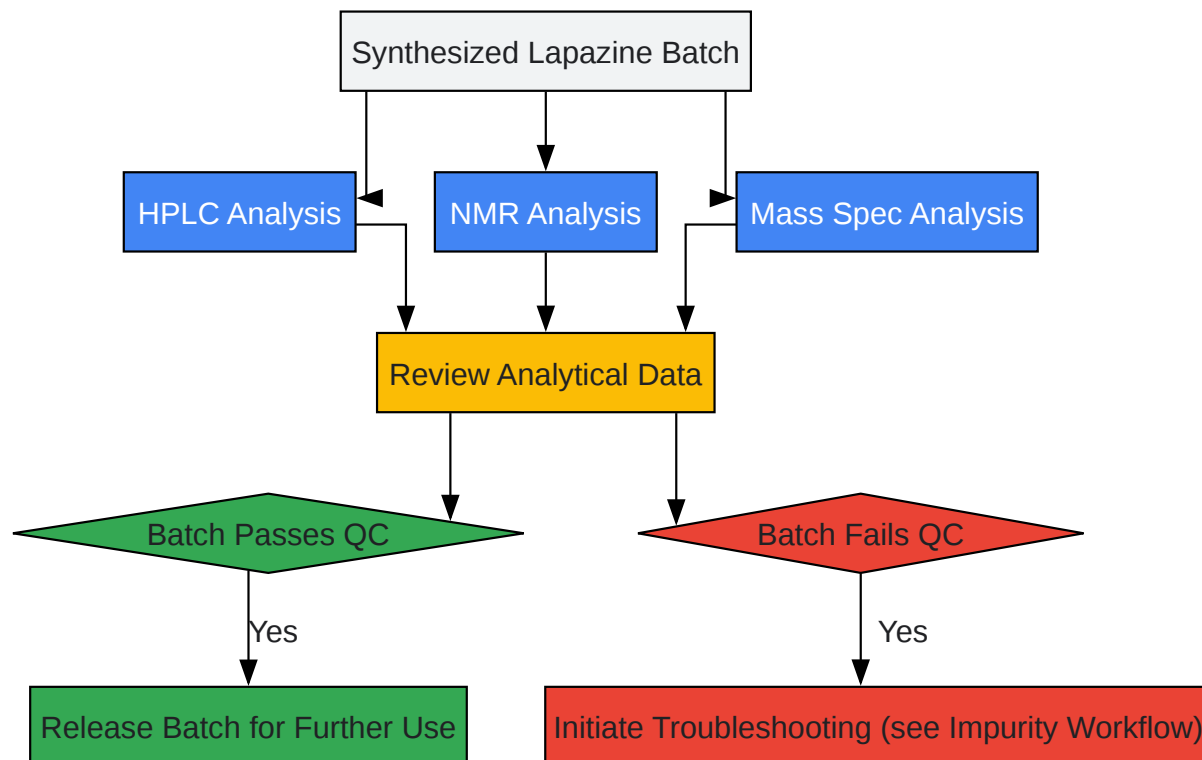 Synthesized Lapazine Batch
HPLC Analysis
NMR Analysis
Mass Spec Analysis
Review Analytical Data
Batch Passes QC
Batch Fails QC
Yes
Yes
Release Batch for Further Use
Initiate Troubleshooting (see Impurity Workflow)